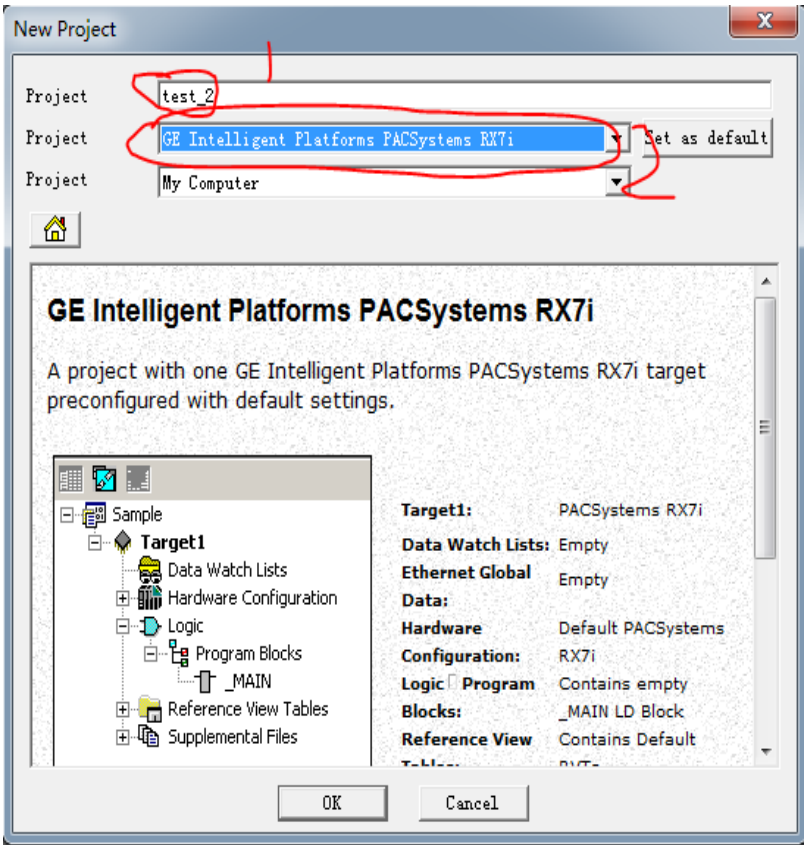 New Project
Project test_2
Project GE Intelligent Platforms PACSystems RX7i Set as default
Project My Computer
GE Intelligent Platforms PACSystems RX7i
A project with one GE Intelligent Platforms PACSystems RX7i target
preconfigured with default settings.
Sample
Target1
Data Watch Lists
Hardware Configuration
Logic
Program Blocks
_MAIN
Reference View Tables
Supplemental Files
Target1: PACSystems RX7i
Data Watch Lists: Empty
Ethernet Global
Data: Empty
Hardware Default PACSystems
Configuration: RX7i
Logic Program Contains empty
Blocks: _MAIN LD Block
Reference View Contains Default
OK Cancel